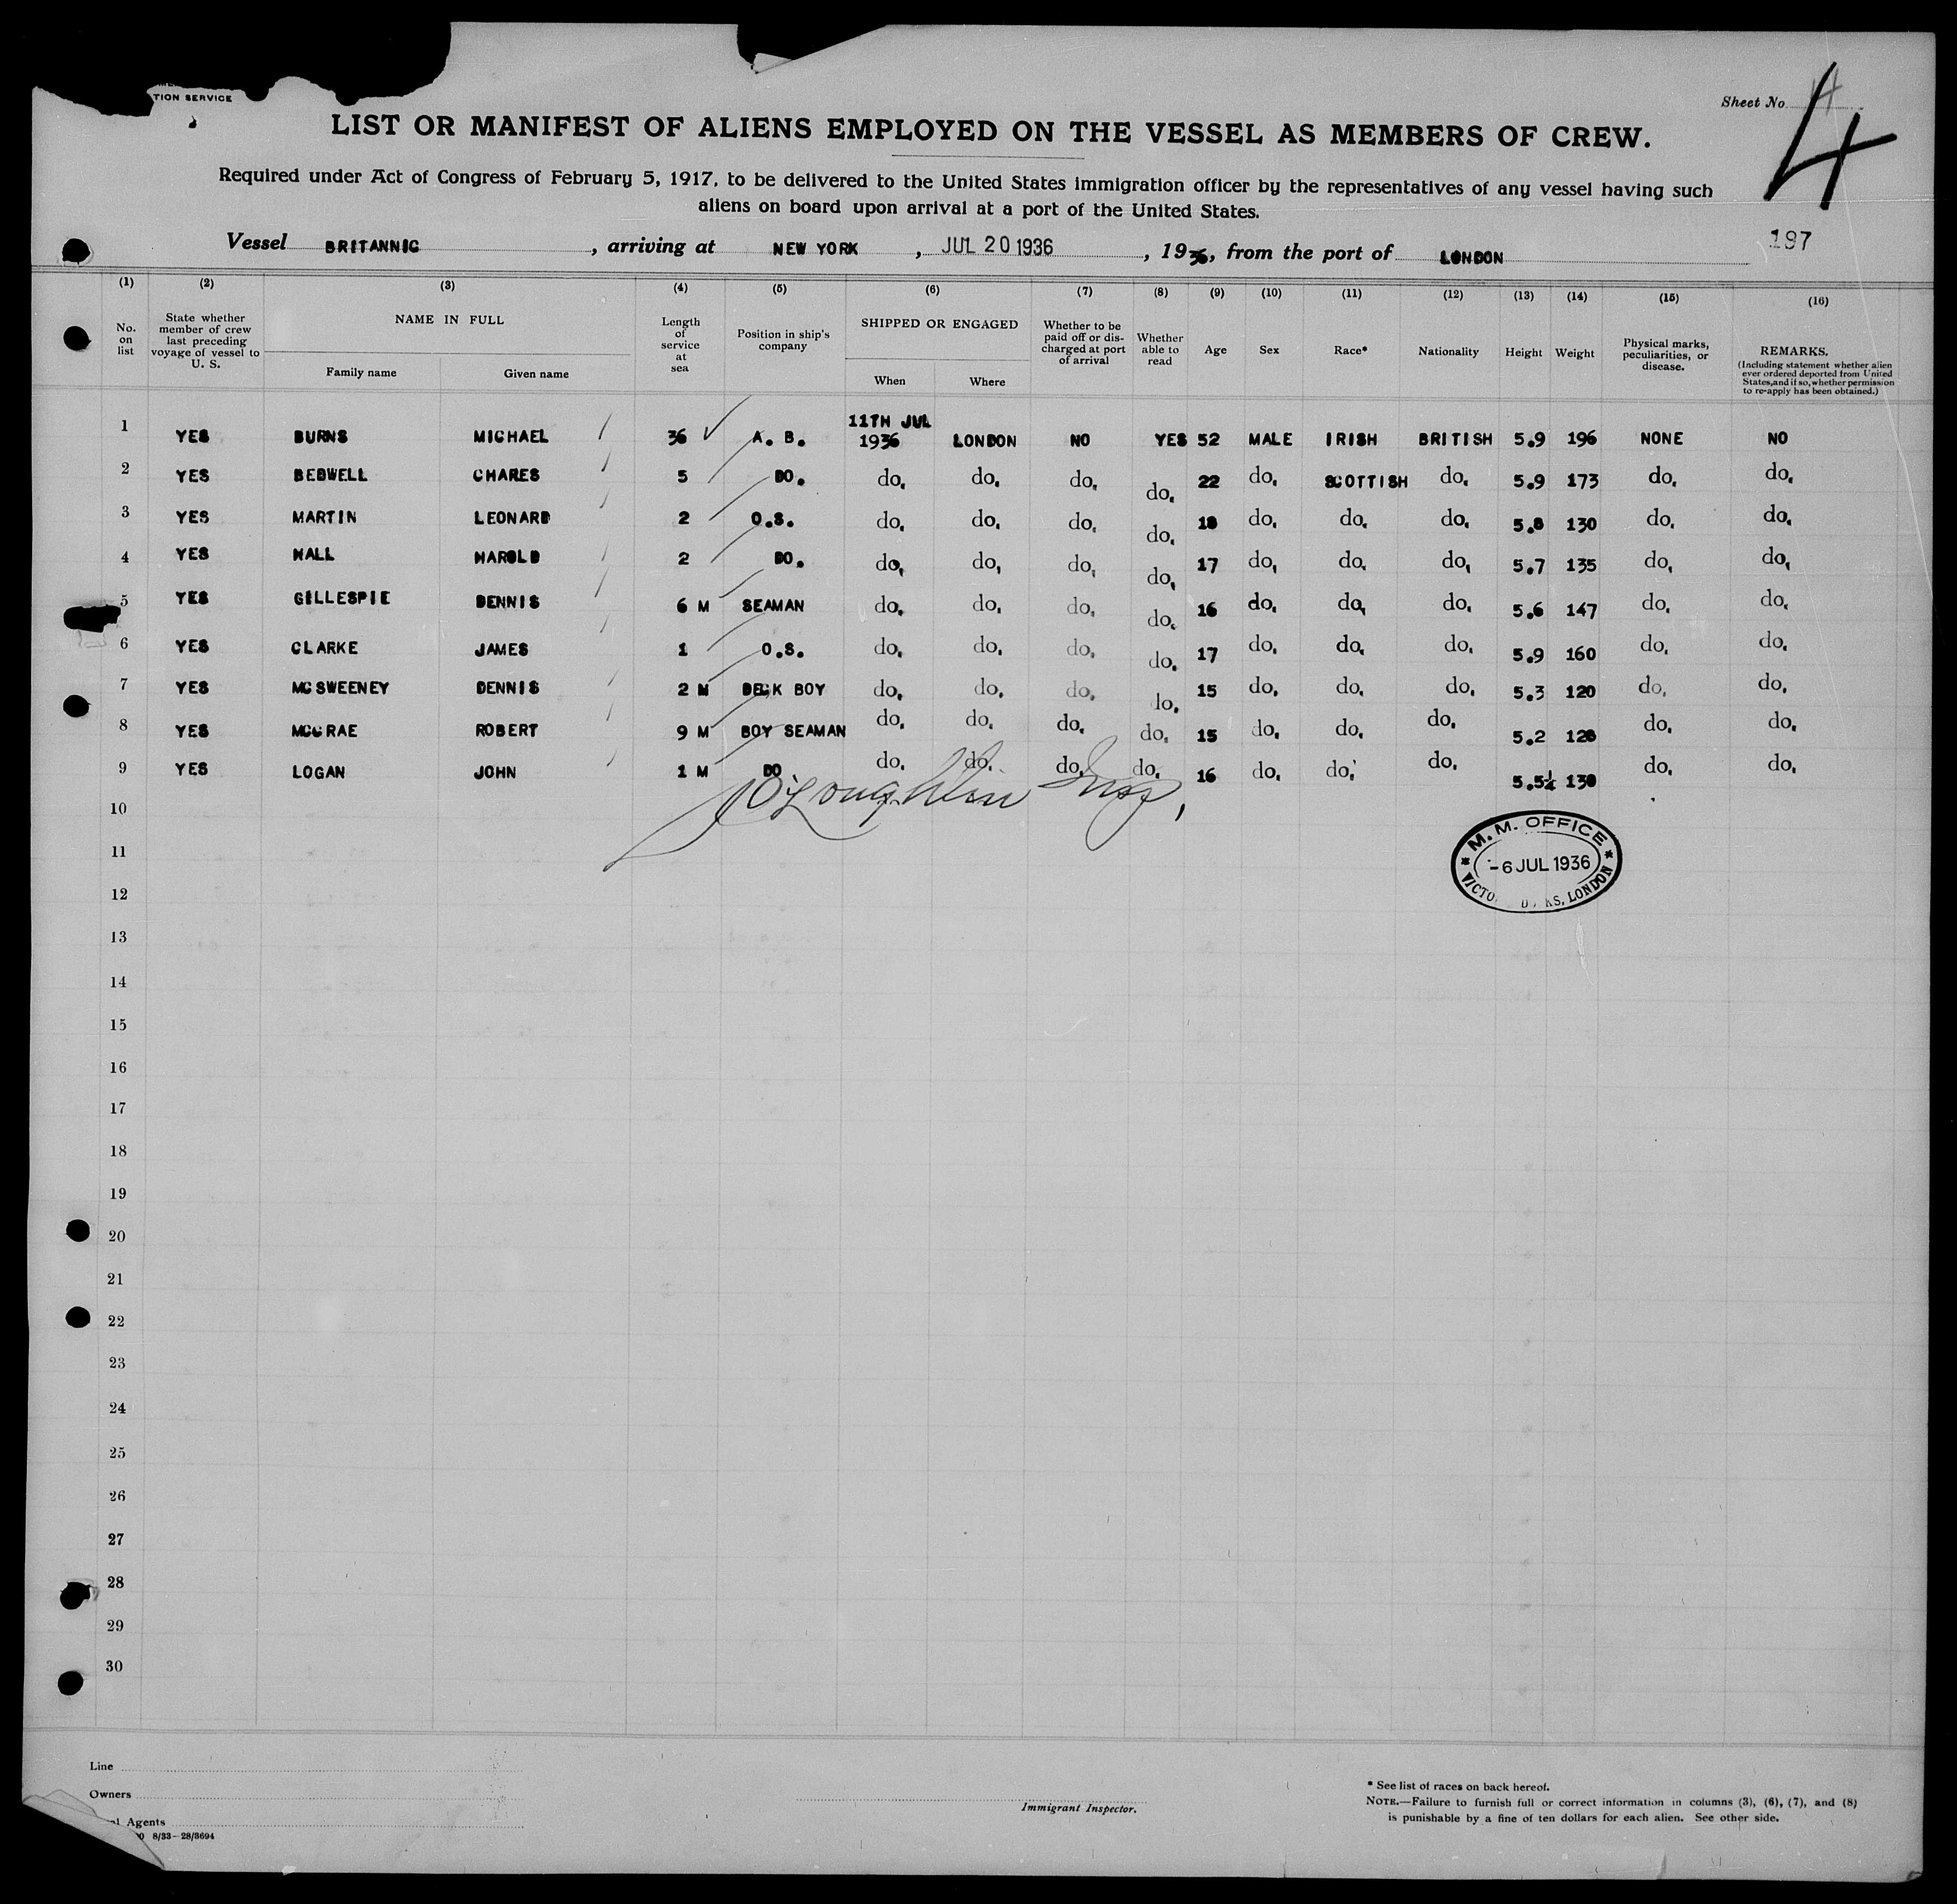 TION SERVICE
Sheet No. 4
4
LIST OR MANIFEST OF ALIENS EMPLOYED ON THE VESSEL AS MEMBERS OF CREW.
Required under Act of Congress of February 5, 1917, to be delivered to the United States immigration officer by the representatives of any vessel having such
aliens on board upon arrival at a port of the United States.
197
Vessel BRITANNIC, arriving at NEW YORK, JUL 20 1936, 1936, from the port of LONDON
(1) (2) (3) (4) (5) (6) (7) (8) (9) (10) (11) (12) (13) (14) (15) (16)
No. on list
State whether member of crew last preceding voyage of vessel to U. S.
NAME IN FULL
Family name
Given name
Length of service at sea
Position in ship's company
SHIPPED OR ENGAGED
When
Where
Whether to be paid off or discharged at port of arrival
Whether able to read
Age
Sex
Race*
Nationality
Height
Weight
Physical marks, peculiarities, or disease.
REMARKS.
(Including statement whether alien ever ordered deported from United States, and if so, whether permission to re-apply has been obtained.)
1 YES BURNS MICHAEL 36 A. B. 11TH JUL 1936 LONDON NO YES 52 MALE IRISH BRITISH 5.9 196 NONE NO
2 YES BEDWELL CHARES 5 DO. do. do. do. do. 22 do. SCOTTISH do. 5.9 173 do. do.
3 YES MARTIN LEONARD 2 O.S. do. do. do. do. 18 do. do. do. 5.8 130 do. do.
4 YES HALL HAROLD 2 DO. do. do. do. do. 17 do. do. do. 5.7 135 do. do.
5 YES GILLESPIE DENNIS 6 M SEAMAN do. do. do. do. 16 do. do. do. 5.6 147 do. do.
6 YES CLARKE JAMES 1 O.S. do. do. do. do. 17 do. do. do. 5.9 160 do. do.
7 YES MCSWEENEY DENNIS 2 M DECK BOY do. do. do. do. 15 do. do. do. 5.3 120 do. do.
8 YES MCCRAE ROBERT 9 M BOY SEAMAN do. do. do. do. 15 do. do. do. 5.2 128 do. do.
9 YES LOGAN JOHN 1 M DO. do. do. do. do. 16 do. do. do. 5.5¼ 130 do. do.
O'Loughlin Insp.
10
M. M. OFFICE
-6 JUL 1936
LONDON
11
12
13
14
15
16
17
18
19
20
21
22
23
24
25
26
27
28
29
30
Line
Owners
Agents
8/33—28/3694
Immigrant Inspector.
* See list of races on back hereof.
NOTE.—Failure to furnish full or correct information in columns (3), (6), (7), and (8)
is punishable by a fine of ten dollars for each alien. See other side.